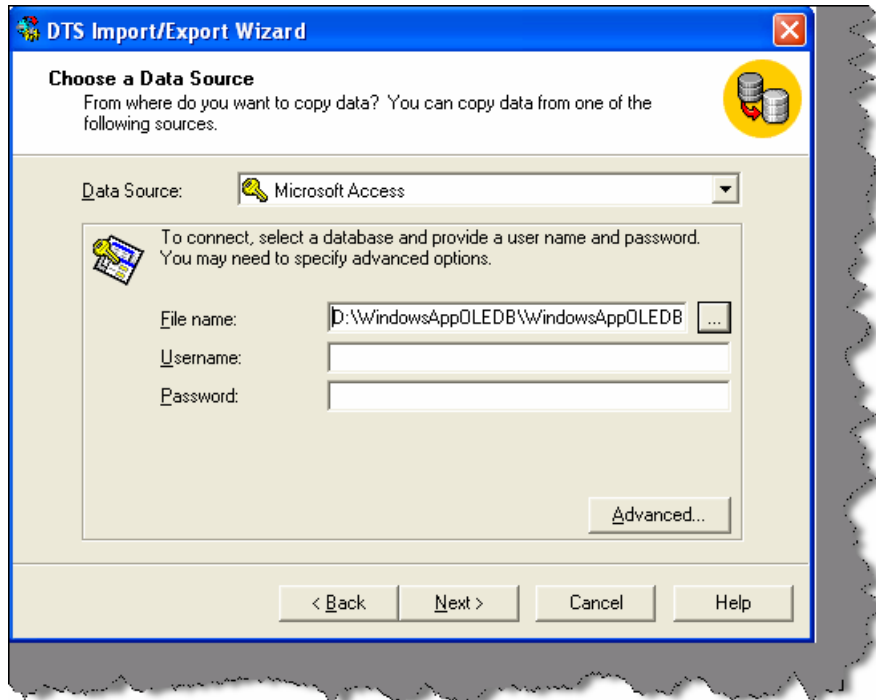 DTS Import/Export Wizard
Choose a Data Source
From where do you want to copy data? You can copy data from one of the
following sources.
Data Source:
Microsoft Access
To connect, select a database and provide a user name and password.
You may need to specify advanced options.
File name:
D:\WindowsAppOLEDB\WindowsAppOLEDB
...
Username:
Password:
Advanced...
< Back
Next >
Cancel
Help